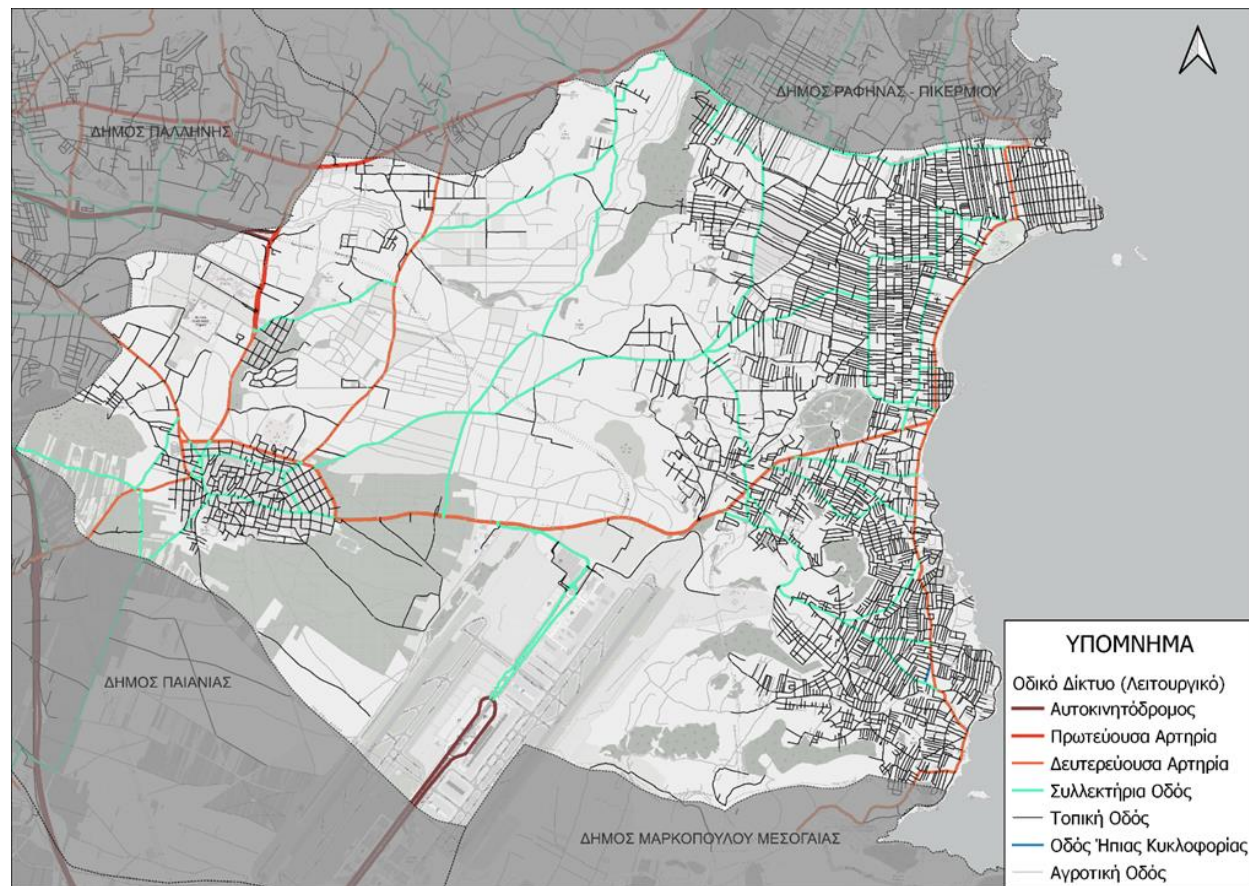 ΔΗΜΟΣ ΡΑΦΗΝΑΣ - ΠΙΚΕΡΜΙΟΥ
ΔΗΜΟΣ ΠΑΛΛΗΝΗΣ
ΔΗΜΟΣ ΠΑΙΑΝΙΑΣ
ΔΗΜΟΣ ΜΑΡΚΟΠΟΥΛΟΥ ΜΕΣΟΓΑΙΑΣ
ΥΠΟΜΝΗΜΑ
Οδικό Δίκτυο (Λειτουργικό)
Αυτοκινητόδρομος
Πρωτεύουσα Αρτηρία
Δευτερεύουσα Αρτηρία
Συλλεκτήρια Οδός
Τοπική Οδός
Οδός Ήπιας Κυκλοφορίας
Αγροτική Οδός